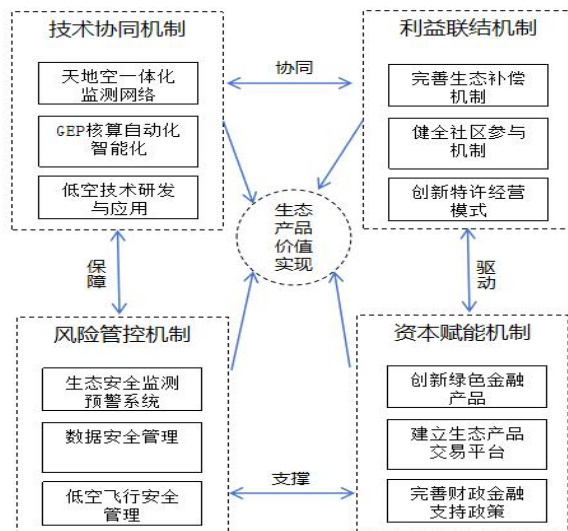 技术协同机制
天地空一体化
监测网络
GEP核算自动化
智能化
低空技术研发
与应用
协同
利益联结机制
完善生态补偿
机制
健全社区参与
机制
创新特许经营
模式
生态
产品
价值
实现
保障
驱动
风险管控机制
生态安全监测
预警系统
数据安全管理
低空飞行安全
管理
支撑
资本赋能机制
创新绿色金融
产品
建立生态产品
交易平台
完善财政金融
支持政策